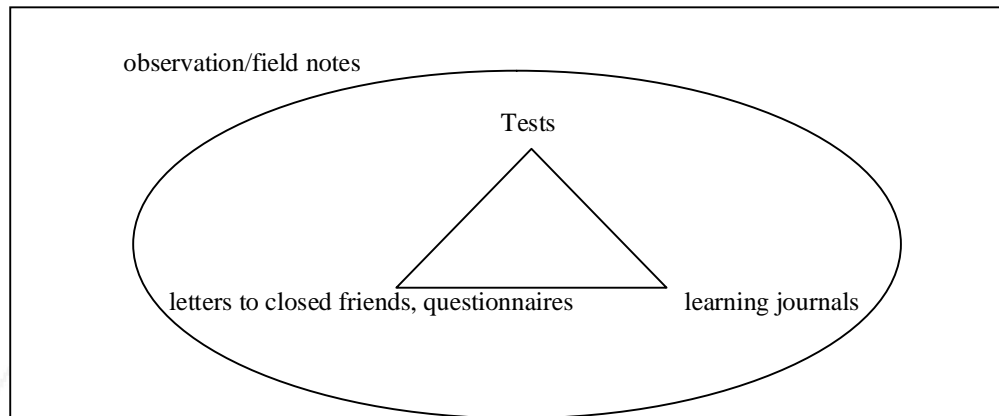 observation/field notes
Tests
letters to closed friends, questionnaires
learning journals